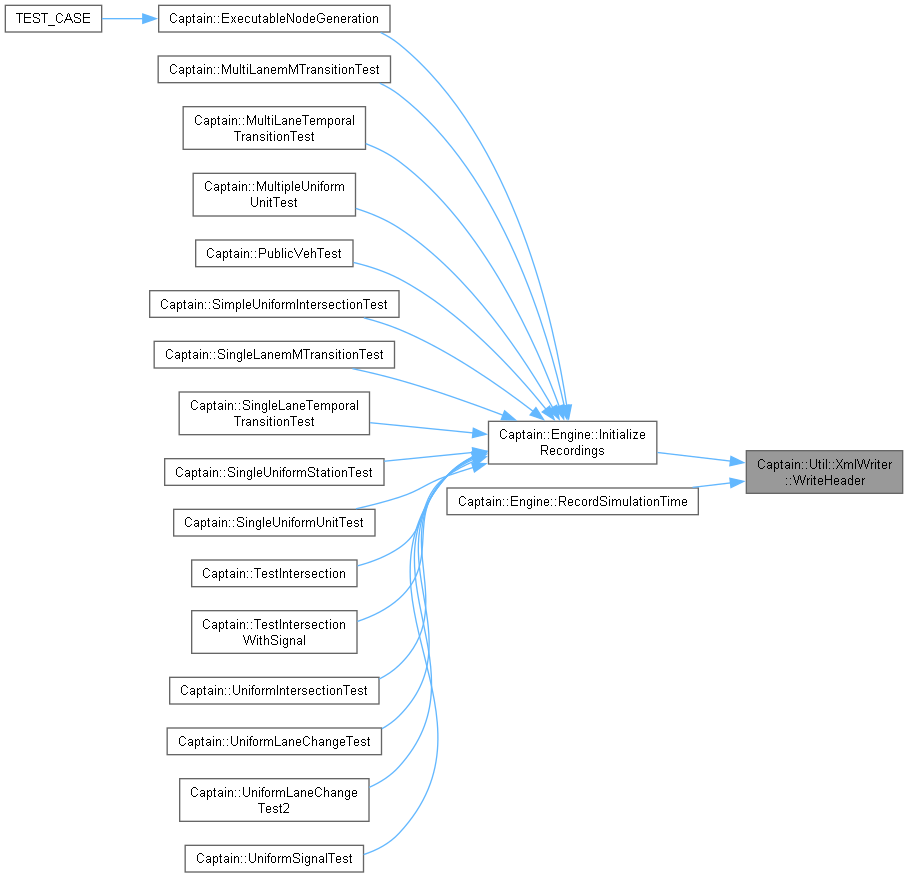 TEST_CASE
Captain::ExecutableNodeGeneration
Captain::MultiLanemMTransitionTest
Captain::MultiLaneTemporal
TransitionTest
Captain::MultipleUniform
UnitTest
Captain::PublicVehTest
Captain::SimpleUniformIntersectionTest
Captain::SingleLanemMTransitionTest
Captain::SingleLaneTemporal
TransitionTest
Captain::SingleUniformStationTest
Captain::SingleUniformUnitTest
Captain::TestIntersection
Captain::TestIntersection
WithSignal
Captain::UniformIntersectionTest
Captain::UniformLaneChangeTest
Captain::UniformLaneChange
Test2
Captain::UniformSignalTest
Captain::Engine::Initialize
Recordings
Captain::Engine::RecordSimulationTime
Captain::Util::XmlWriter
::WriteHeader